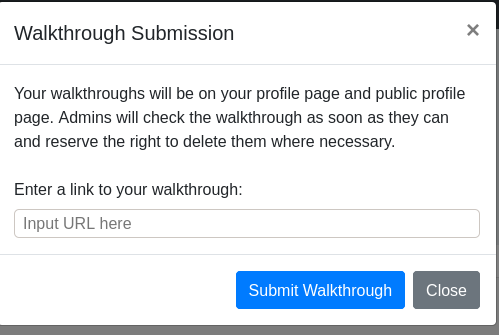 Walkthrough Submission ×
Your walkthroughs will be on your profile page and public profile
page. Admins will check the walkthrough as soon as they can
and reserve the right to delete them where necessary.
Enter a link to your walkthrough:
Input URL here
Submit Walkthrough Close